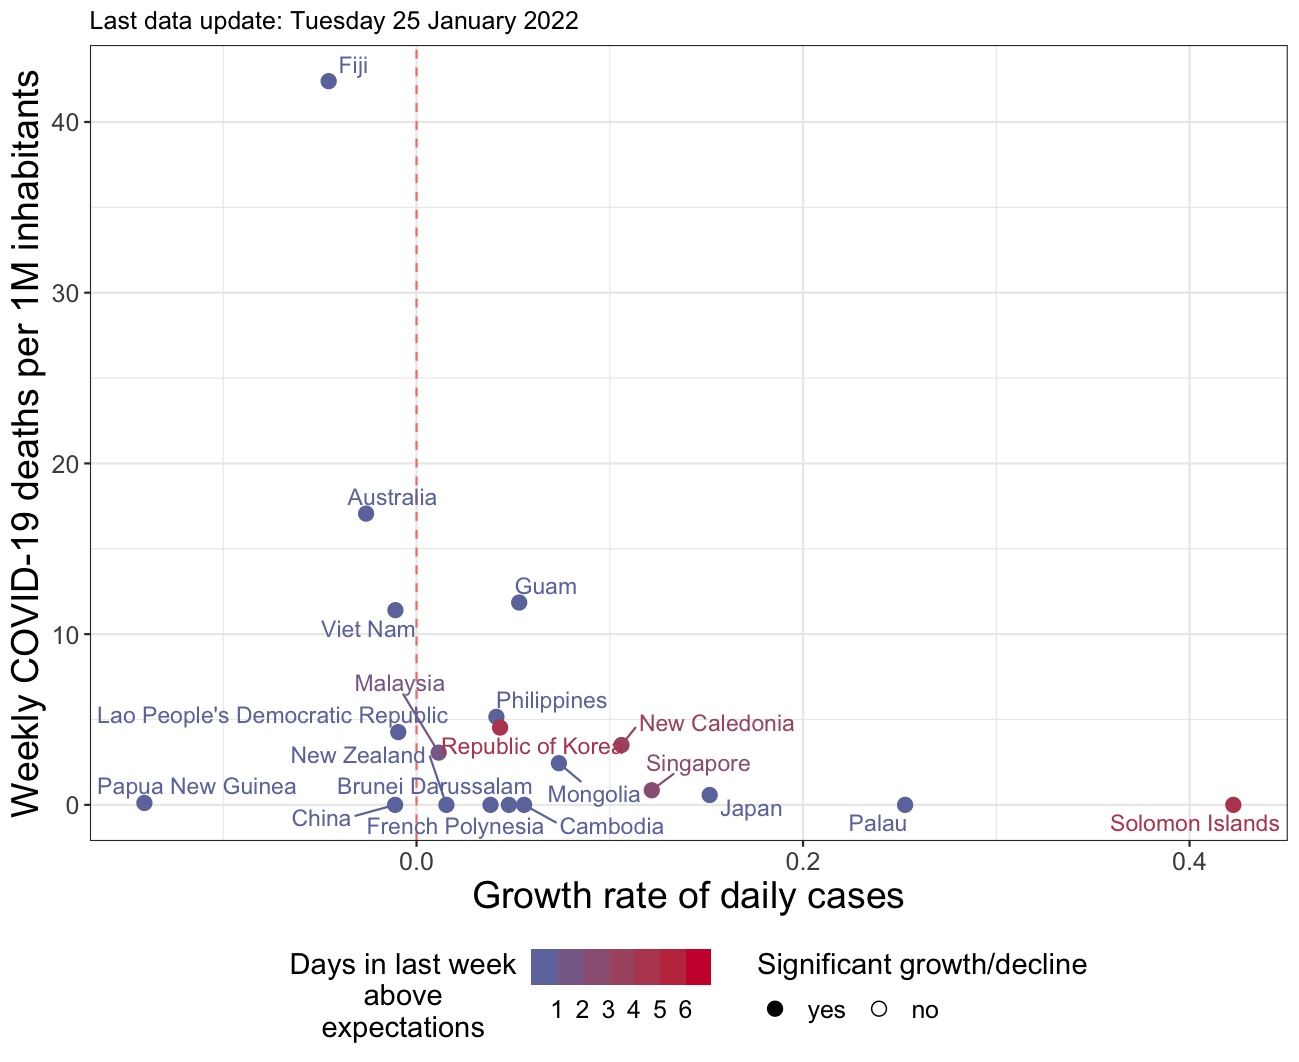 Last data update: Tuesday 25 January 2022
Weekly COVID-19 deaths per 1M inhabitants
40
30
20
10
0
Fiji
Australia
Guam
Viet Nam
Malaysia
Philippines
Lao People's Democratic Republic
New Caledonia
Republic of Korea
New Zealand
Singapore
Papua New Guinea
Brunei Darussalam
Mongolia
Japan
China
French Polynesia
Cambodia
Palau
Solomon Islands
0.0
0.2
0.4
Growth rate of daily cases
Days in last week
above
expectations
1 2 3 4 5 6
Significant growth/decline
yes
no